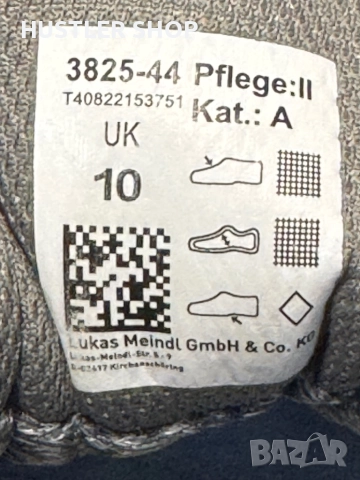 HUSTLER SHOP
3825-44 Pflege:II
T40822153751 Kat.: A
UK
10
Lukas Meindl GmbH & Co. KG
Lukas-Meindl-Str. 5 - 9
D-83417 Kirchanschöring
BAZAR